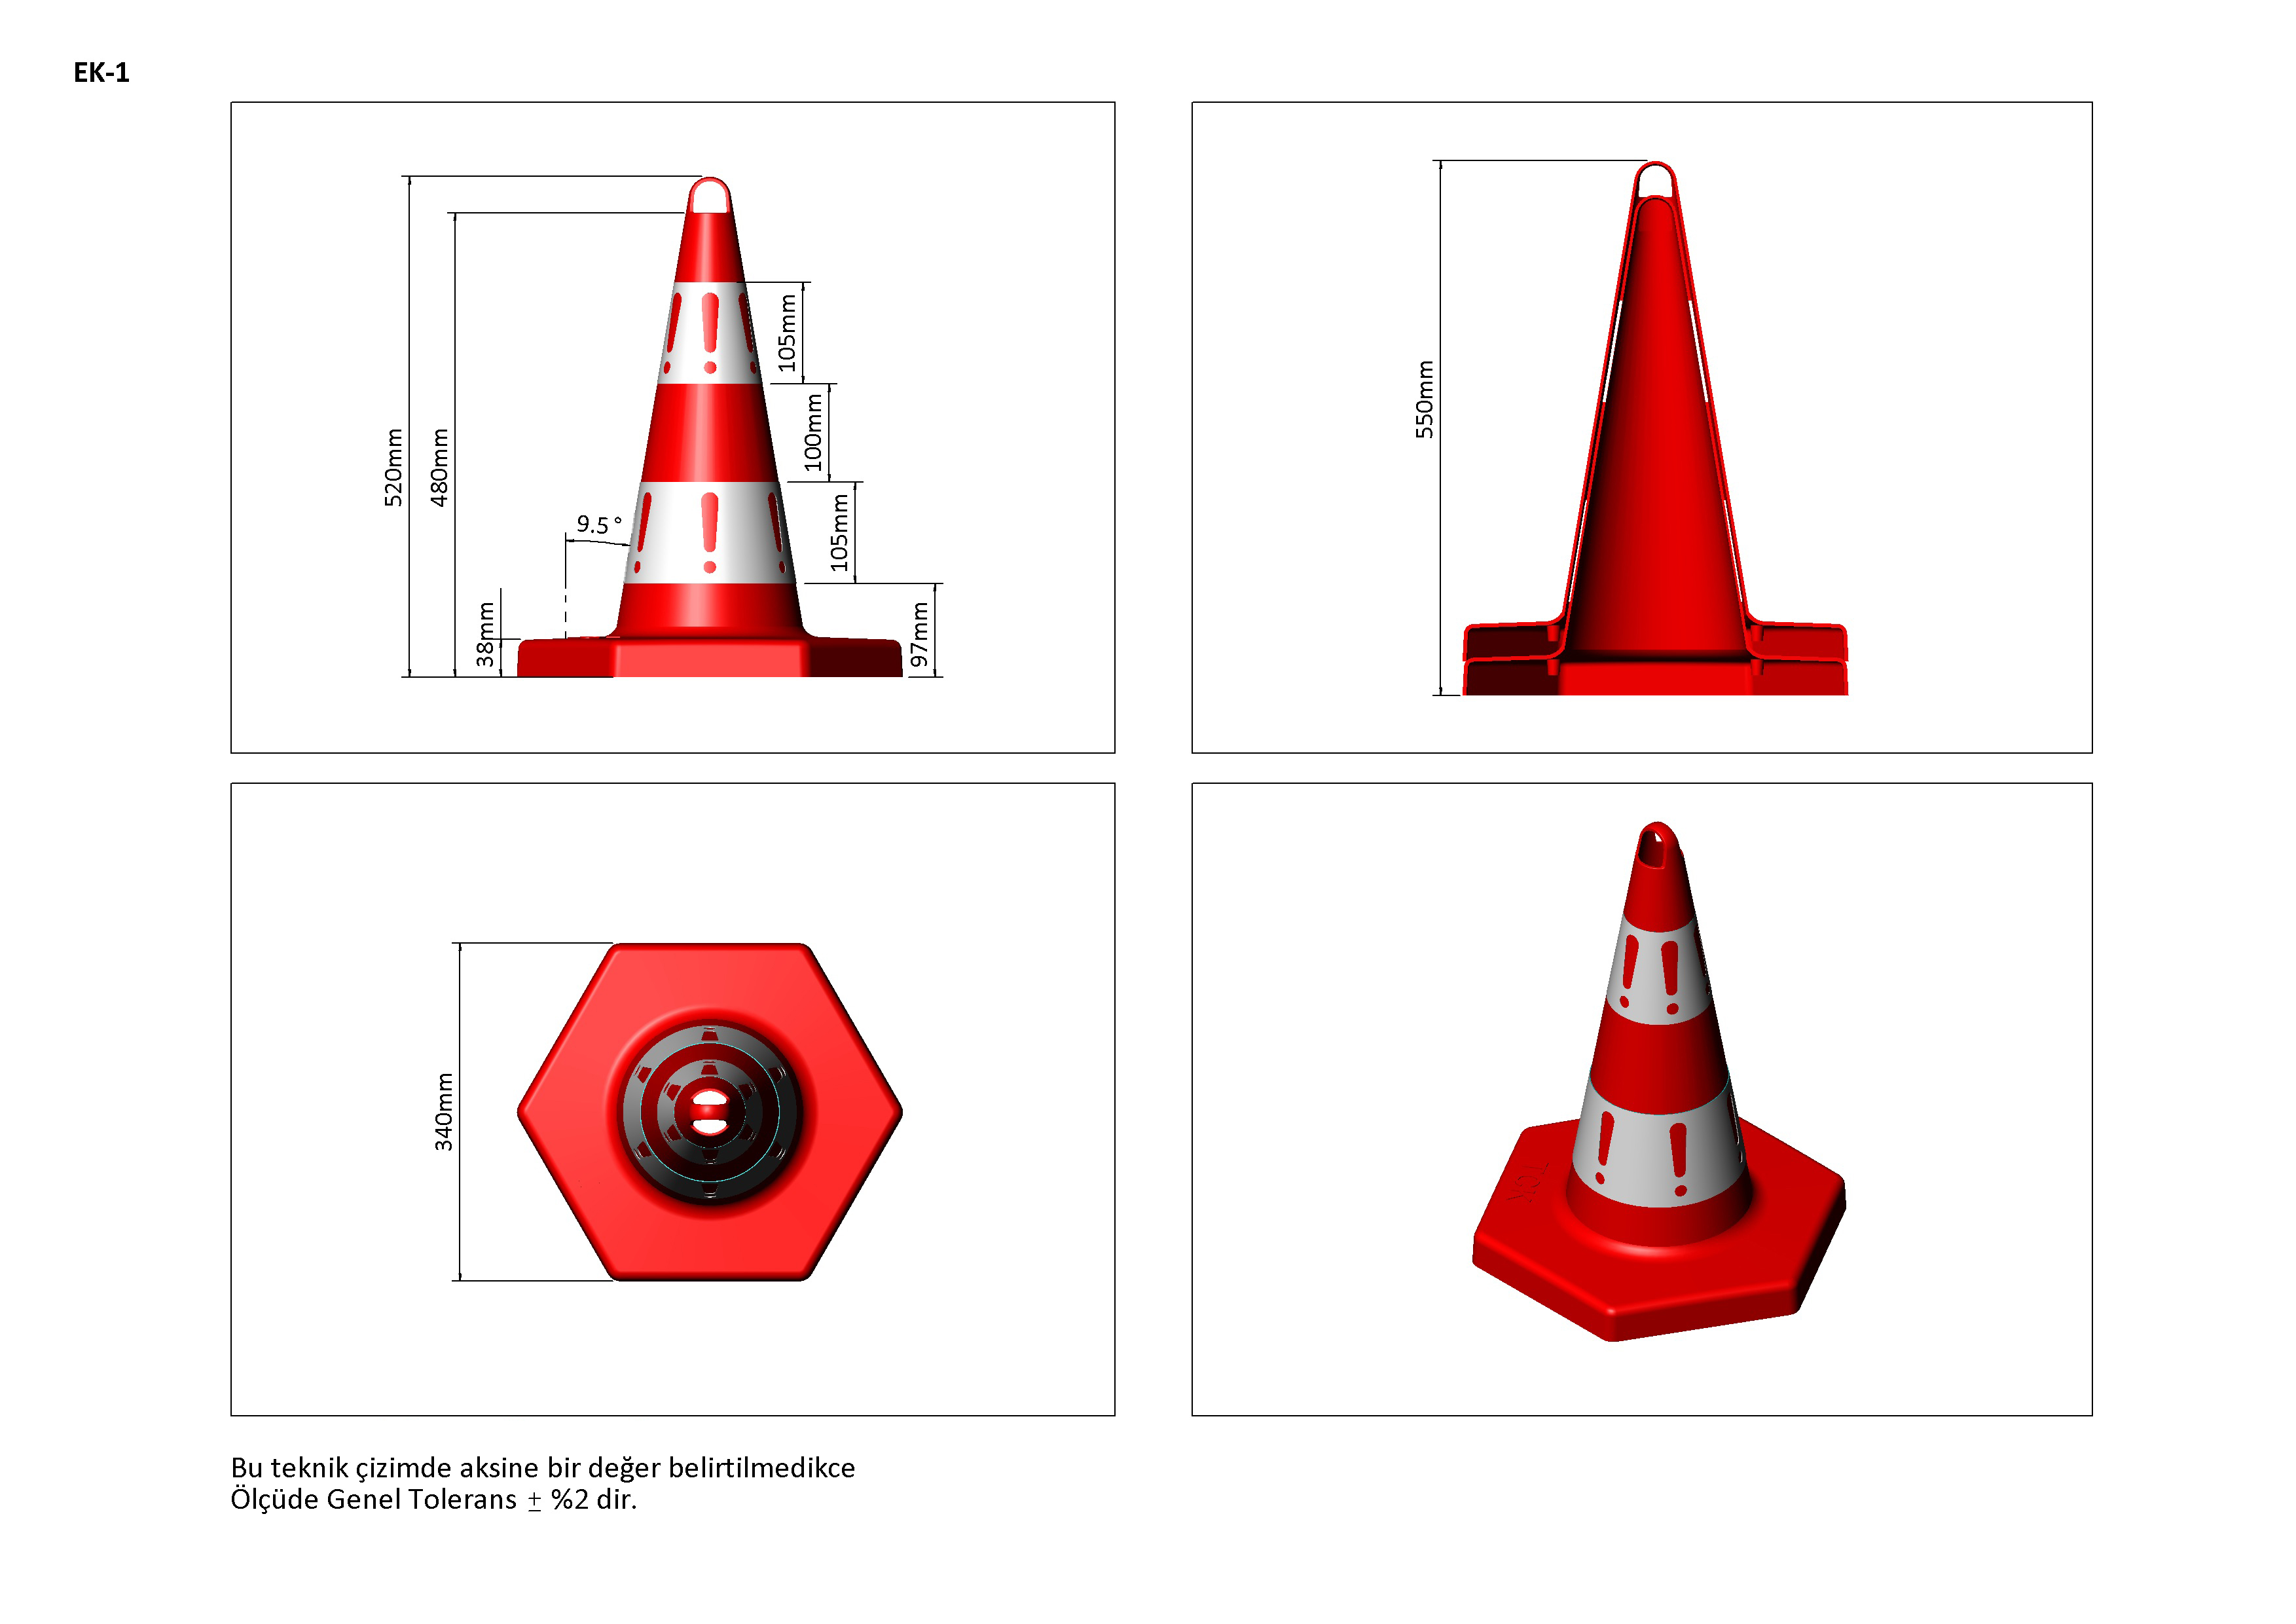 EK-1
520mm
480mm
38mm
9.5°
105mm
100mm
105mm
97mm
550mm
340mm
TCK
Bu teknik çizimde aksine bir değer belirtilmedikce
Ölçüde Genel Tolerans ± %2 dir.